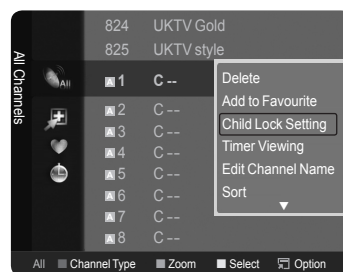 All Channels
824 UKTV Gold
825 UKTV style
All
A 1 C --
A 2 C --
A 3 C --
A 4 C --
A 5 C --
A 6 C --
A 7 C --
A 8 C --
Delete
Add to Favourite
Child Lock Setting
Timer Viewing
Edit Channel Name
Sort
All Channel Type Zoom Select Option